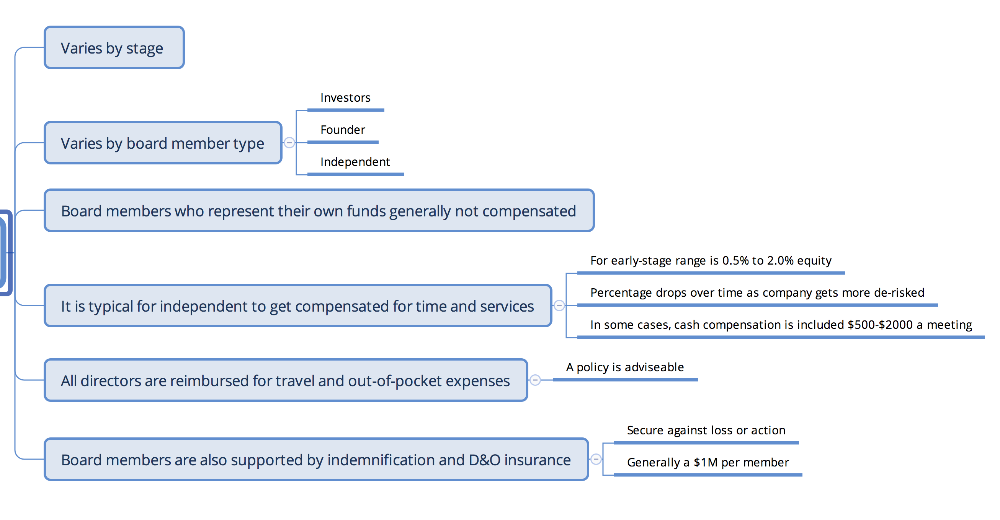 Varies by stage
Varies by board member type
Investors
Founder
Independent
Board members who represent their own funds generally not compensated
It is typical for independent to get compensated for time and services
For early-stage range is 0.5% to 2.0% equity
Percentage drops over time as company gets more de-risked
In some cases, cash compensation is included $500-$2000 a meeting
All directors are reimbursed for travel and out-of-pocket expenses
A policy is adviseable
Board members are also supported by indemnification and D&O insurance
Secure against loss or action
Generally a $1M per member